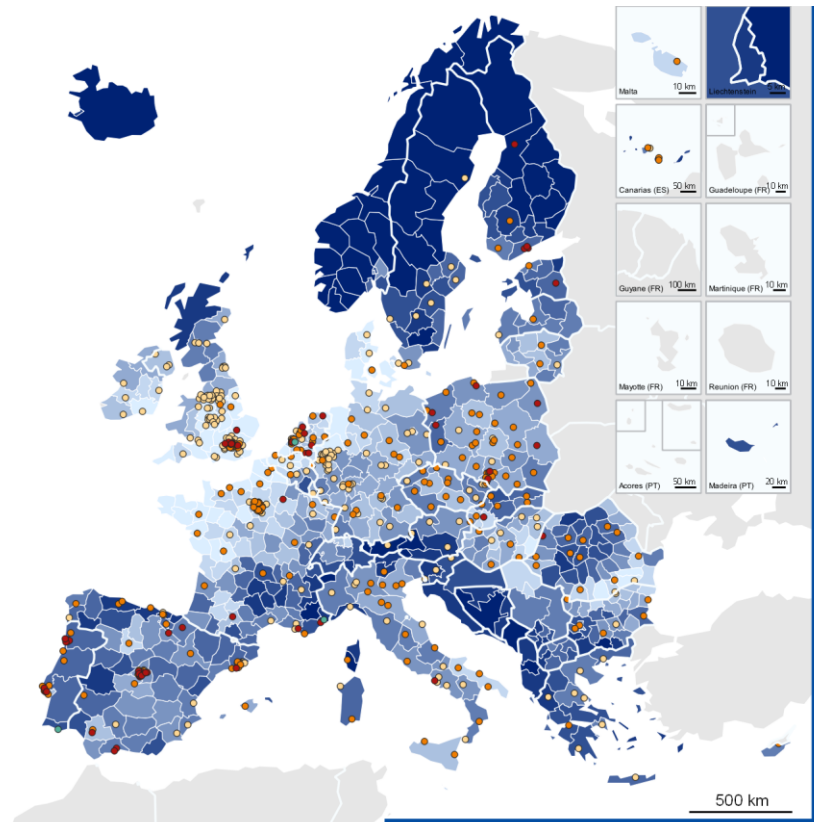 Malta
10 km
Liechtenstein
5 km
Canarias (ES)
50 km
Guadeloupe (FR)
10 km
Guyane (FR)
100 km
Martinique (FR)
10 km
Mayotte (FR)
10 km
Reunion (FR)
10 km
Acores (PT)
50 km
Madeira (PT)
20 km
500 km